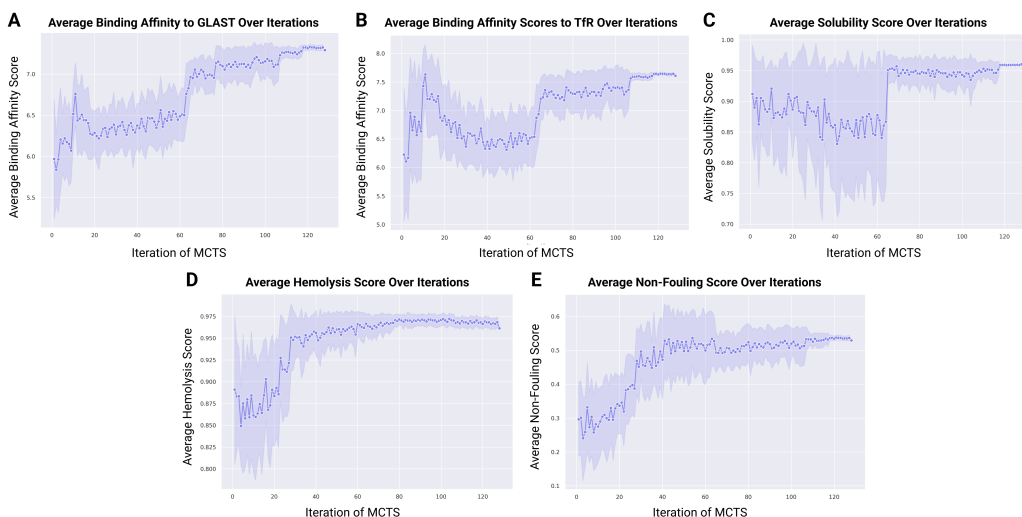 A
Average Binding Affinity to GLAST Over Iterations
Average Binding Affinity Score
7.0
6.5
6.0
5.5
0 20 40 60 80 100 120
Iteration of MCTS
B
Average Binding Affinity Scores to TfR Over Iterations
Average Binding Affinity Score
8.0
7.5
7.0
6.5
6.0
5.5
5.0
0 20 40 60 80 100 120
Iteration of MCTS
C
Average Solubility Score Over Iterations
Average Solubility Score
1.00
0.95
0.90
0.85
0.80
0.75
0.70
0 20 40 60 80 100 120
Iteration of MCTS
D
Average Hemolysis Score Over Iterations
Average Hemolysis Score
0.975
0.950
0.925
0.900
0.875
0.850
0.825
0.800
0 20 40 60 80 100 120
Iteration of MCTS
E
Average Non-Fouling Score Over Iterations
Average Non-Fouling Score
0.6
0.5
0.4
0.3
0.2
0.1
0 20 40 60 80 100 120
Iteration of MCTS